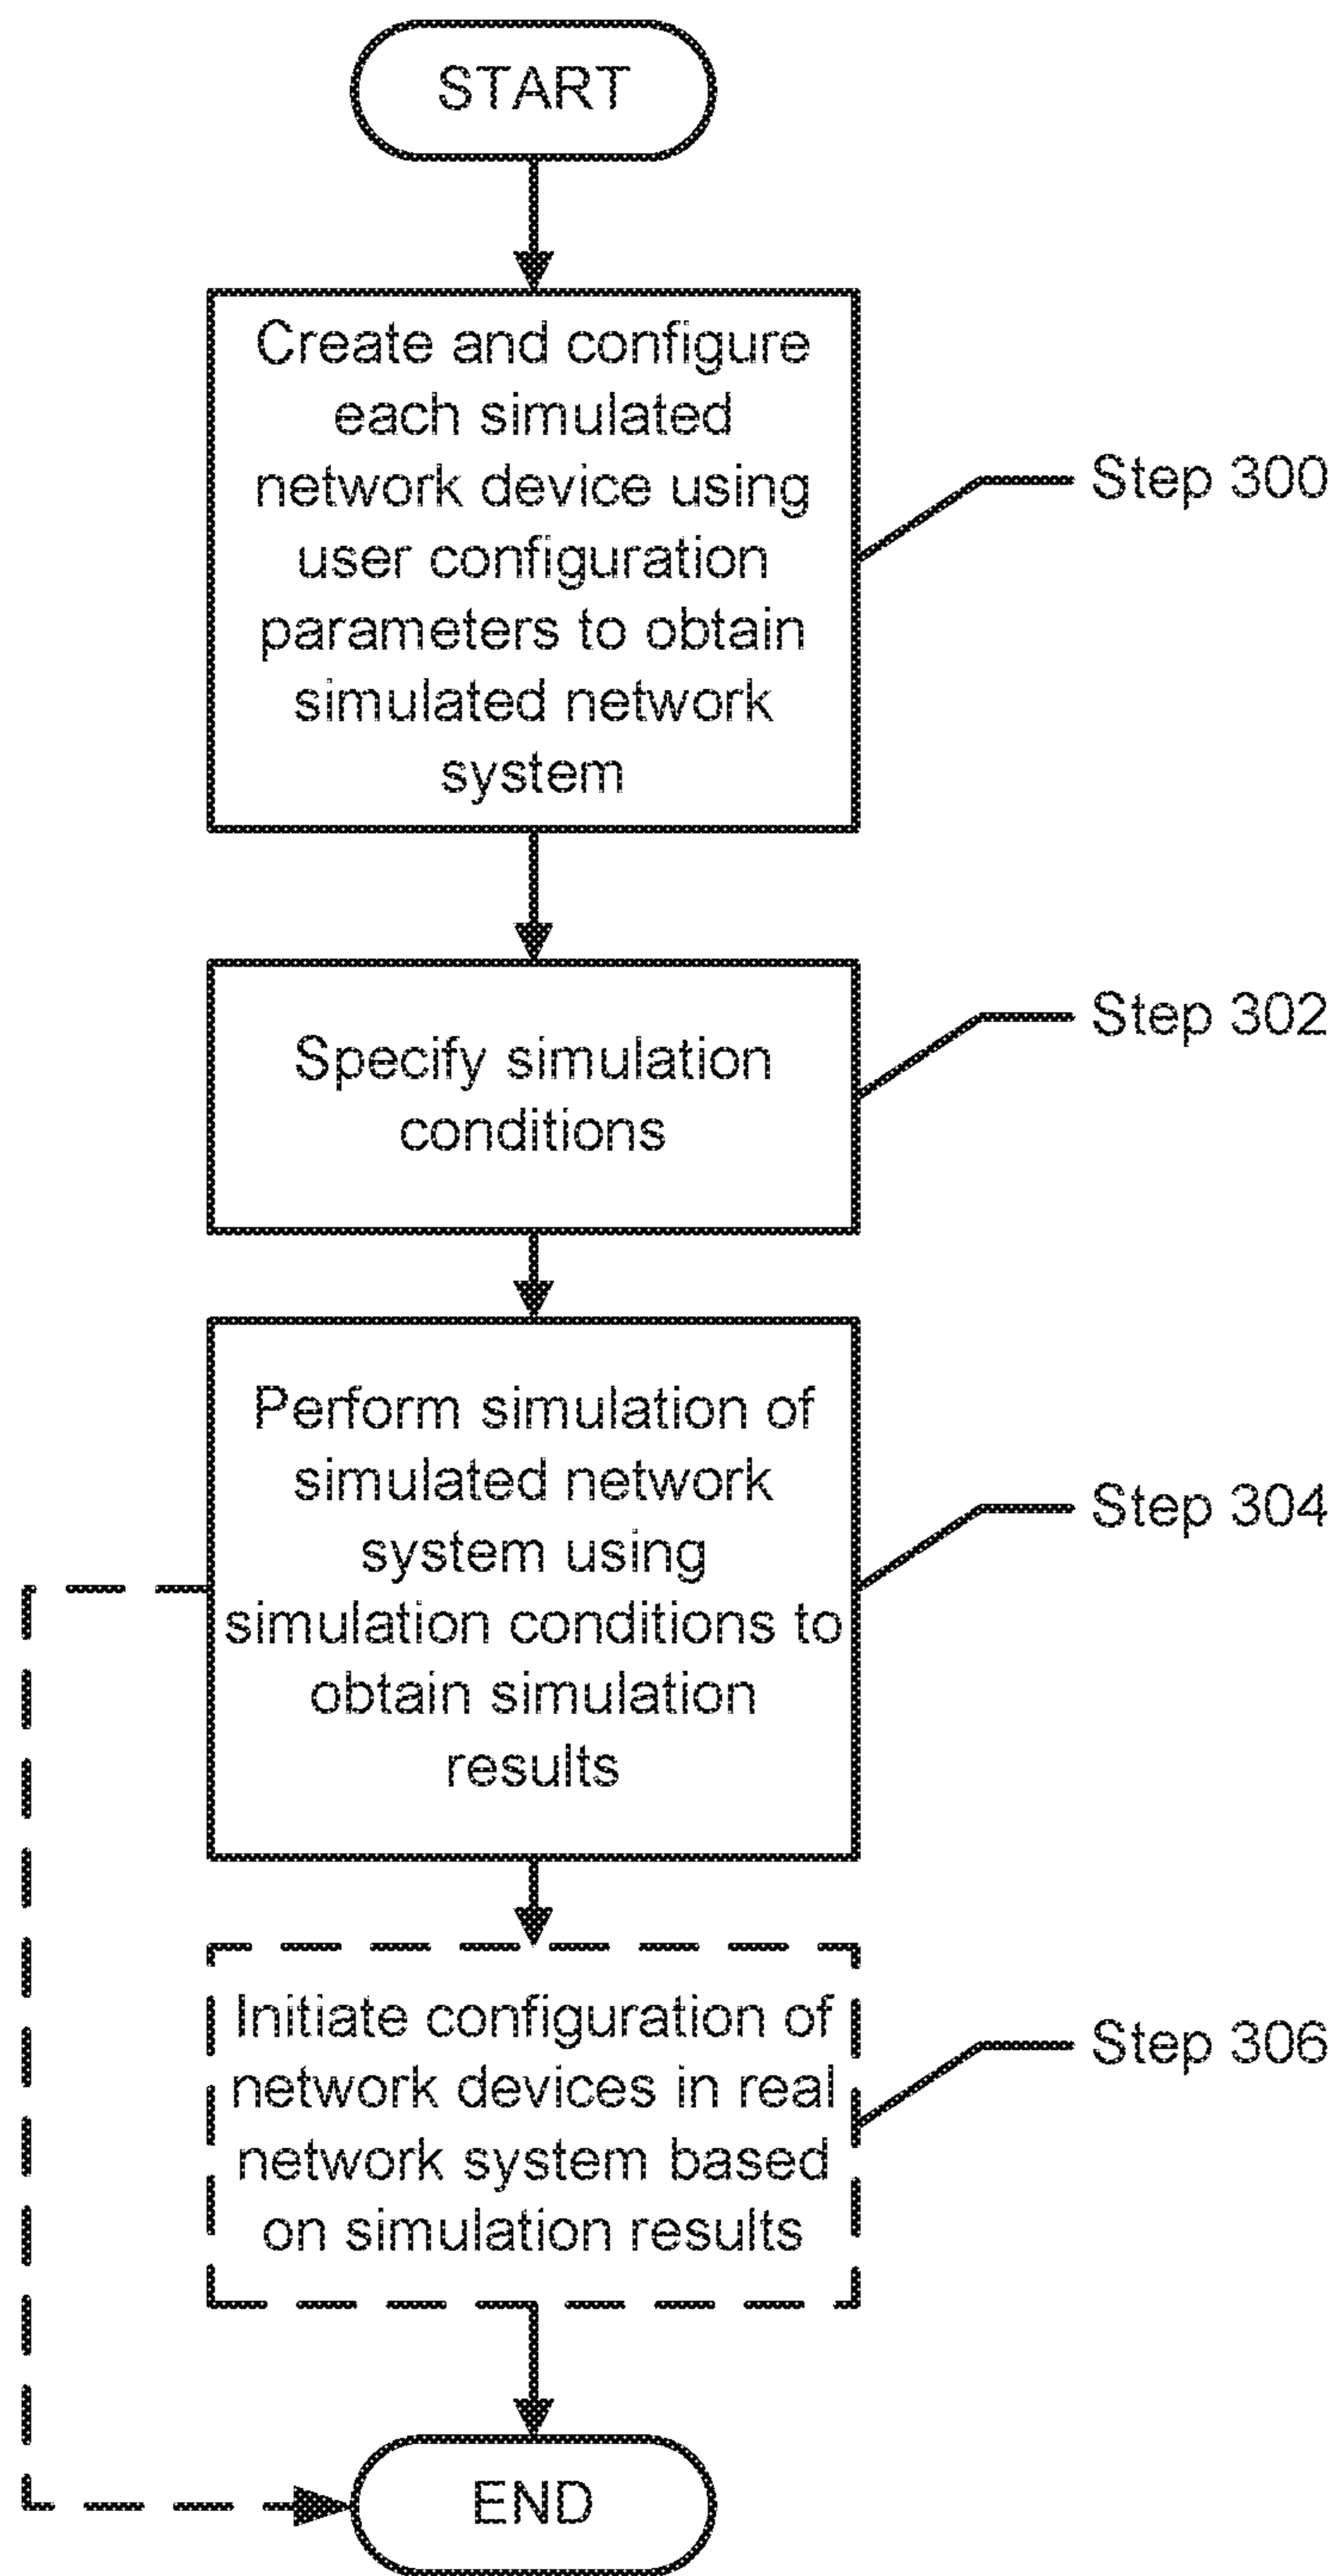 START
Create and configure
each simulated
network device using
user configuration
parameters to obtain
simulated network
system
Step 300
Specify simulation
conditions
Step 302
Perform simulation of
simulated network
system using
simulation conditions to
obtain simulation
results
Step 304
Initiate configuration of
network devices in real
network system based
on simulation results
Step 306
END